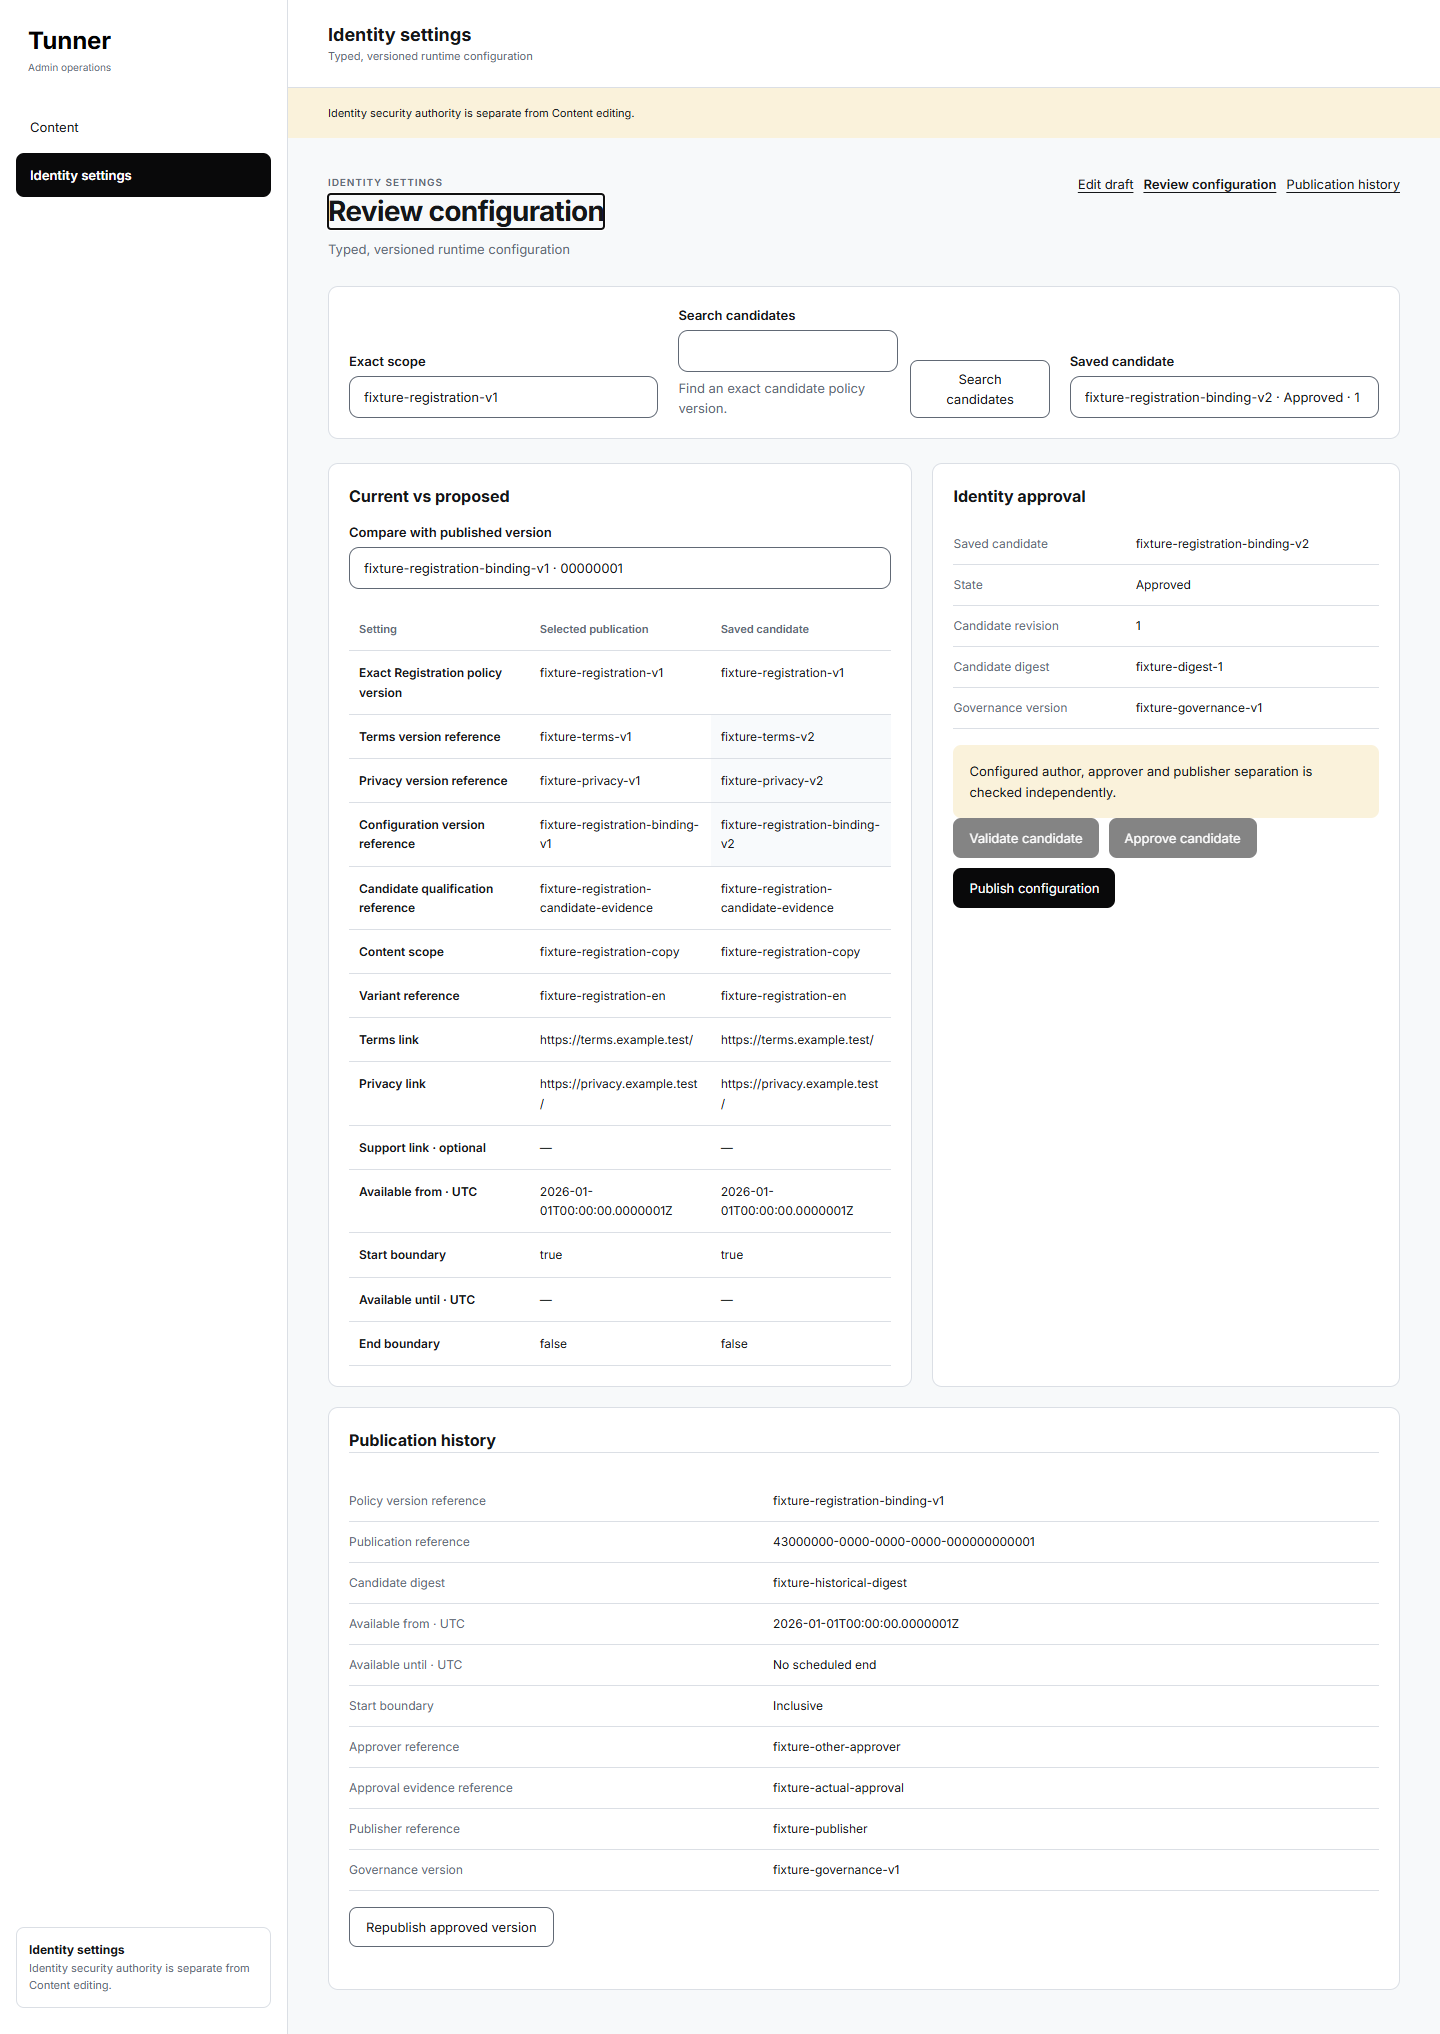 Tunner
Admin operations
Content
Identity settings
Identity settings
Identity security authority is separate from
Content editing.
Identity settings
Typed, versioned runtime configuration
Identity security authority is separate from Content editing.
IDENTITY SETTINGS
Review configuration
Typed, versioned runtime configuration
Edit draft Review configuration Publication history
Exact scope
fixture-registration-v1
Search candidates
Find an exact candidate policy
version.
Search
candidates
Saved candidate
fixture-registration-binding-v2 · Approved · 1
Current vs proposed
Compare with published version
fixture-registration-binding-v1 · 00000001
Setting Selected publication Saved candidate
Exact Registration policy fixture-registration-v1 fixture-registration-v1
version
Terms version reference fixture-terms-v1 fixture-terms-v2
Privacy version reference fixture-privacy-v1 fixture-privacy-v2
Configuration version fixture-registration-binding- fixture-registration-binding-
reference v1 v2
Candidate qualification fixture-registration- fixture-registration-
reference candidate-evidence candidate-evidence
Content scope fixture-registration-copy fixture-registration-copy
Variant reference fixture-registration-en fixture-registration-en
Terms link https://terms.example.test/ https://terms.example.test/
Privacy link https://privacy.example.test https://privacy.example.test
/ /
Support link · optional — —
Available from · UTC 2026-01- 2026-01-
01T00:00:00.0000001Z 01T00:00:00.0000001Z
Start boundary true true
Available until · UTC — —
End boundary false false
Identity approval
Saved candidate fixture-registration-binding-v2
State Approved
Candidate revision 1
Candidate digest fixture-digest-1
Governance version fixture-governance-v1
Configured author, approver and publisher separation is
checked independently.
Validate candidate Approve candidate
Publish configuration
Publication history
Policy version reference fixture-registration-binding-v1
Publication reference 43000000-0000-0000-0000-000000000001
Candidate digest fixture-historical-digest
Available from · UTC 2026-01-01T00:00:00.0000001Z
Available until · UTC No scheduled end
Start boundary Inclusive
Approver reference fixture-other-approver
Approval evidence reference fixture-actual-approval
Publisher reference fixture-publisher
Governance version fixture-governance-v1
Republish approved version